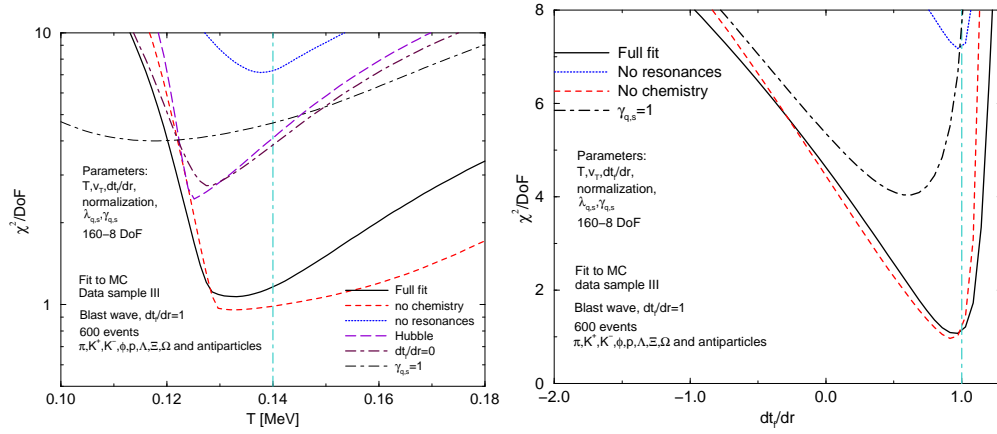 10
1
χ²/DoF
0.10
0.12
0.14
0.16
0.18
T [MeV]
Parameters:
T,v_T,dt_f/dr,
normalization,
λ_q,s,γ_q,s
160−8 DoF
Fit to MC
Data sample III
Blast wave, dt_f/dr=1
600 events
π,K⁺,K⁻,ϕ,p,Λ,Ξ,Ω and antiparticles
Full fit
no chemistry
no resonances
Hubble
dt_f/dr=0
γ_q,s=1
8
6
4
2
0
χ²/DoF
−2.0
−1.0
0.0
1.0
dt_f/dr
Full fit
No resonances
No chemistry
γ_q,s=1
Parameters:
T,v_T,dt_f/dr,
normalization,
λ_q,s,γ_q,s
160−8 DoF
Fit to MC
data sample III
Blast wave, dt_f/dr=1
600 events
π,K⁺,K⁻,ϕ,p,Λ,Ξ,Ω and antiparticles